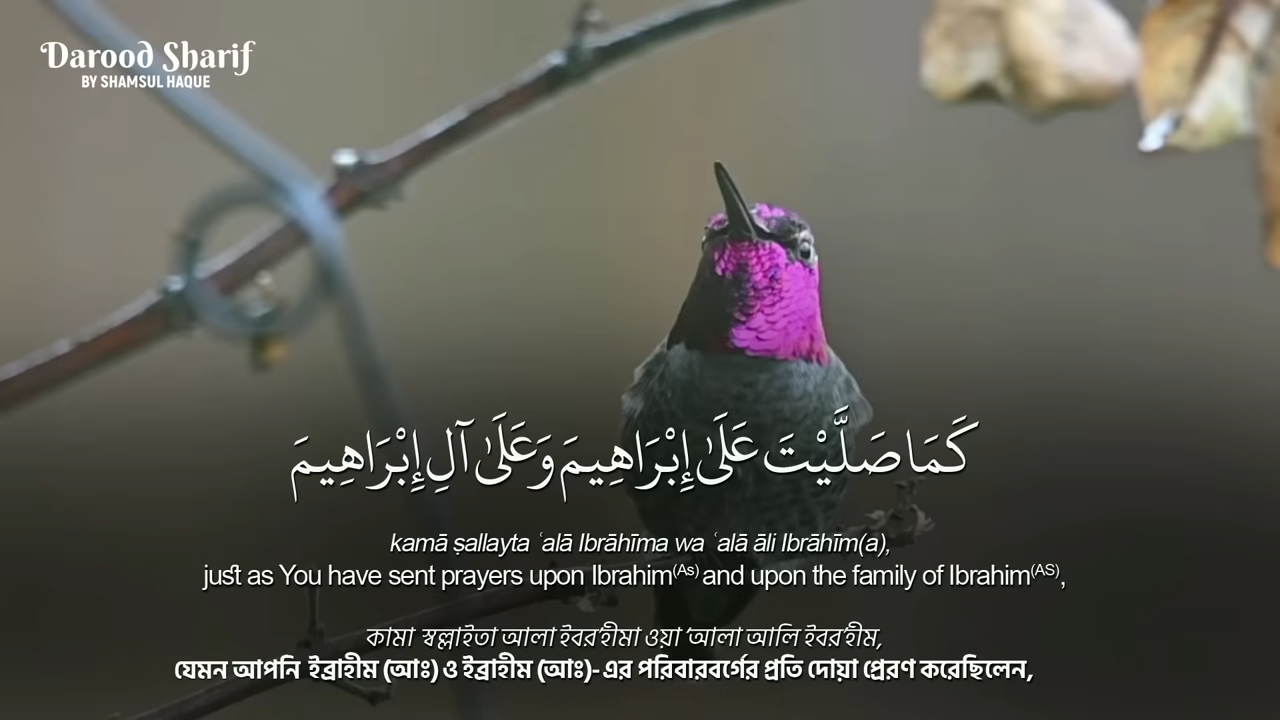 Darood Sharif
BY SHAMSUL HAQUE
كَمَا صَلَّيْتَ عَلَىٰ إِبْرَاهِيمَ وَعَلَىٰ آلِ إِبْرَاهِيمَ
kamā ṣallayta ʿalā Ibrāhīma wa ʿalā āli Ibrāhīm(a),
just as You have sent prayers upon Ibrahim(As) and upon the family of Ibrahim(AS),
কামা স্বল্লাইতা আলা ইবর'হীমা ওয়া 'আলা আলি ইবর'হীম,
যেমন আপনি ইব্রাহীম (আঃ) ও ইব্রাহীম (আঃ)-এর পরিবারবর্গের প্রতি দোয়া প্রেরণ করেছিলেন,